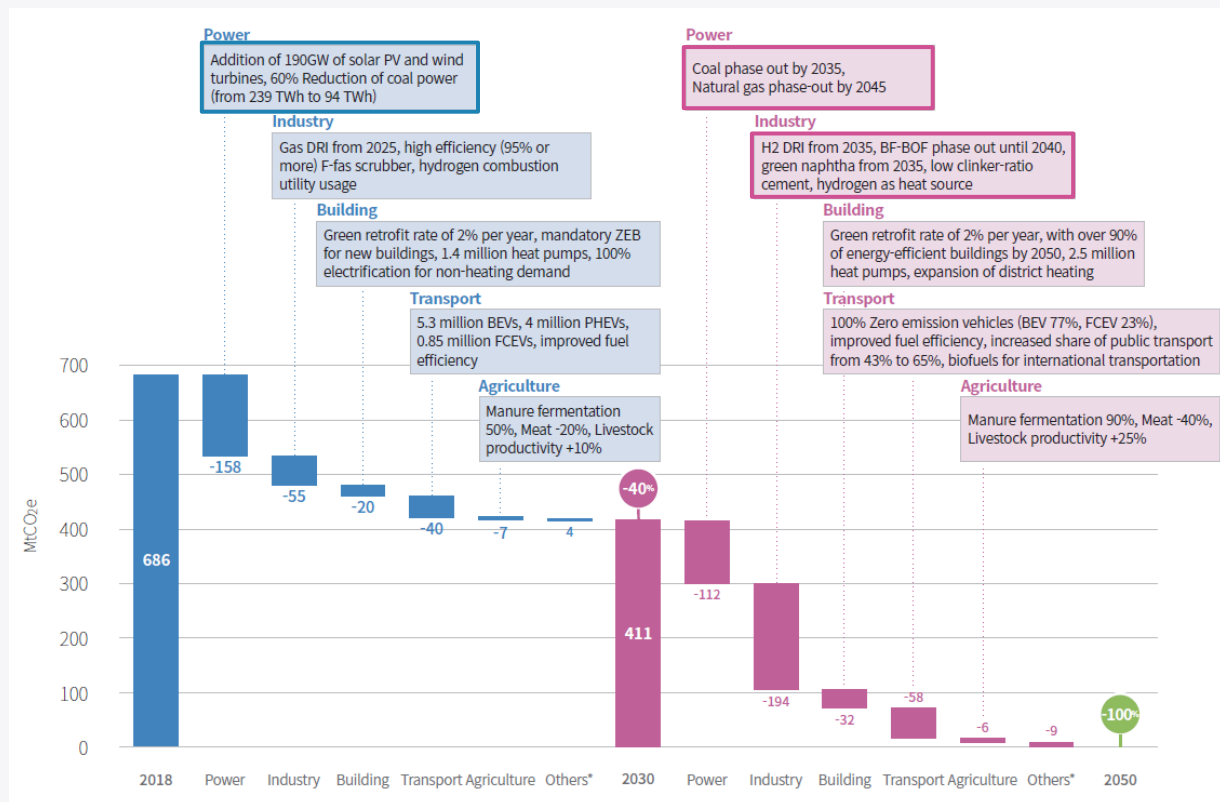 Power
Addition of 190GW of solar PV and wind
turbines, 60% Reduction of coal power
(from 239 TWh to 94 TWh)
Industry
Gas DRI from 2025, high efficiency (95% or
more) F-fas scrubber, hydrogen combustion
utility usage
Building
Green retrofit rate of 2% per year, mandatory ZEB
for new buildings, 1.4 million heat pumps, 100%
electrification for non-heating demand
Transport
5.3 million BEVs, 4 million PHEVs,
0.85 million FCEVs, improved fuel
efficiency
Agriculture
Manure fermentation
50%, Meat -20%, Livestock
productivity +10%
Power
Coal phase out by 2035,
Natural gas phase-out by 2045
Industry
H2 DRI from 2035, BF-BOF phase out until 2040,
green naphtha from 2035, low clinker-ratio
cement, hydrogen as heat source
Building
Green retrofit rate of 2% per year, with over 90%
of energy-efficient buildings by 2050, 2.5 million
heat pumps, expansion of district heating
Transport
100% Zero emission vehicles (BEV 77%, FCEV 23%),
improved fuel efficiency, increased share of public transport
from 43% to 65%, biofuels for international transportation
Agriculture
Manure fermentation 90%, Meat -40%,
Livestock productivity +25%
MtCO2e
700
600
500
400
300
200
100
0
686
-158
-55
-20
-40
-7
4
-40%
411
-112
-194
-32
-58
-6
-9
-100%
2018 Power Industry Building Transport Agriculture Others* 2030 Power Industry Building Transport Agriculture Others* 2050